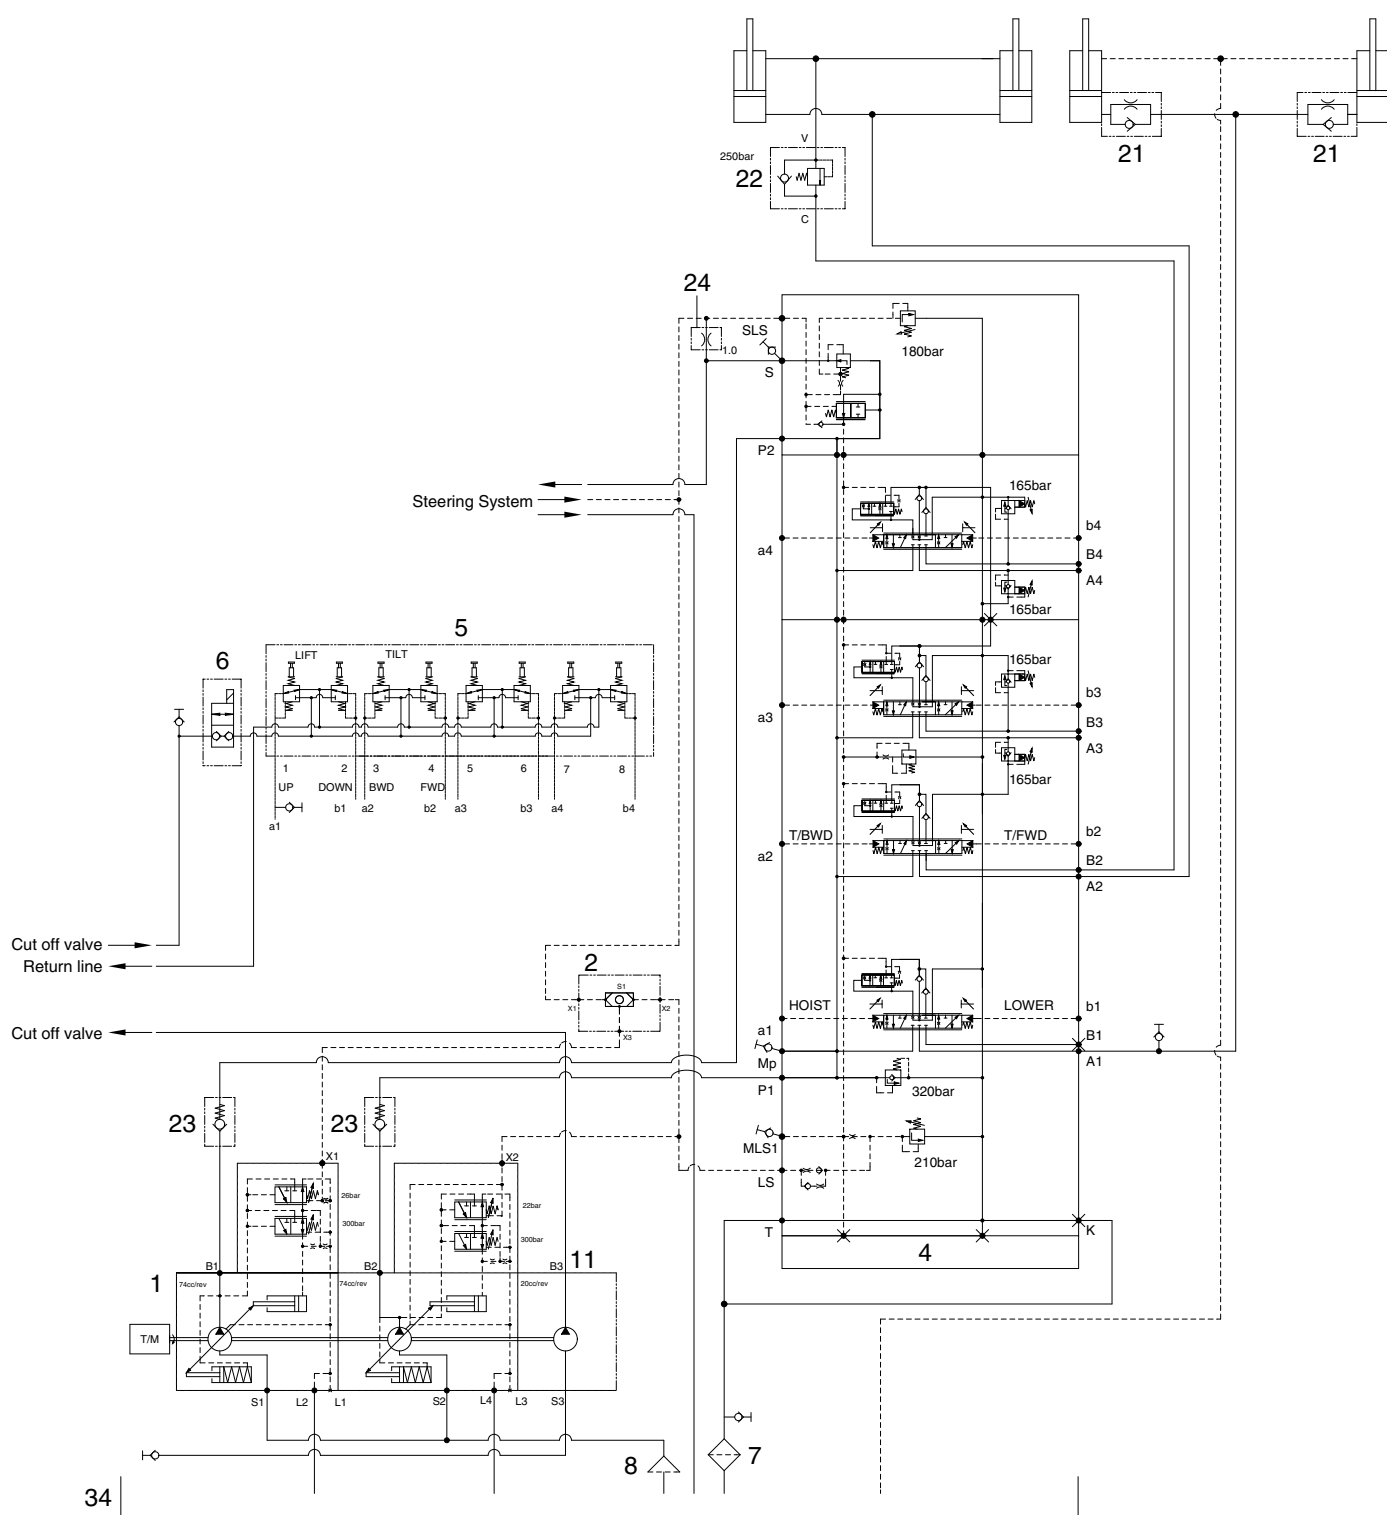 21
21
V
250bar
22
C
24
SLS
1.0
180bar
S
P2
Steering System
165bar
b4
a4
B4
A4
165bar
5
6
LIFT
TILT
165bar
b3
a3
B3
A3
165bar
1
2
3
4
5
6
7
8
UP
DOWN
BWD
FWD
a1
b1
a2
b2
a3
b3
a4
b4
T/BWD
T/FWD
b2
a2
B2
A2
Cut off valve
Return line
2
S1
X1
X2
X3
HOIST
LOWER
b1
a1
B1
Cut off valve
Mp
A1
P1
320bar
23
23
MLS1
210bar
X1
X2
LS
26bar
22bar
300bar
300bar
T
K
4
B1
B2
B3
11
1
74cc/rev
74cc/rev
20cc/rev
T/M
S1
L2
L1
S2
L4
L3
S3
8
7
34